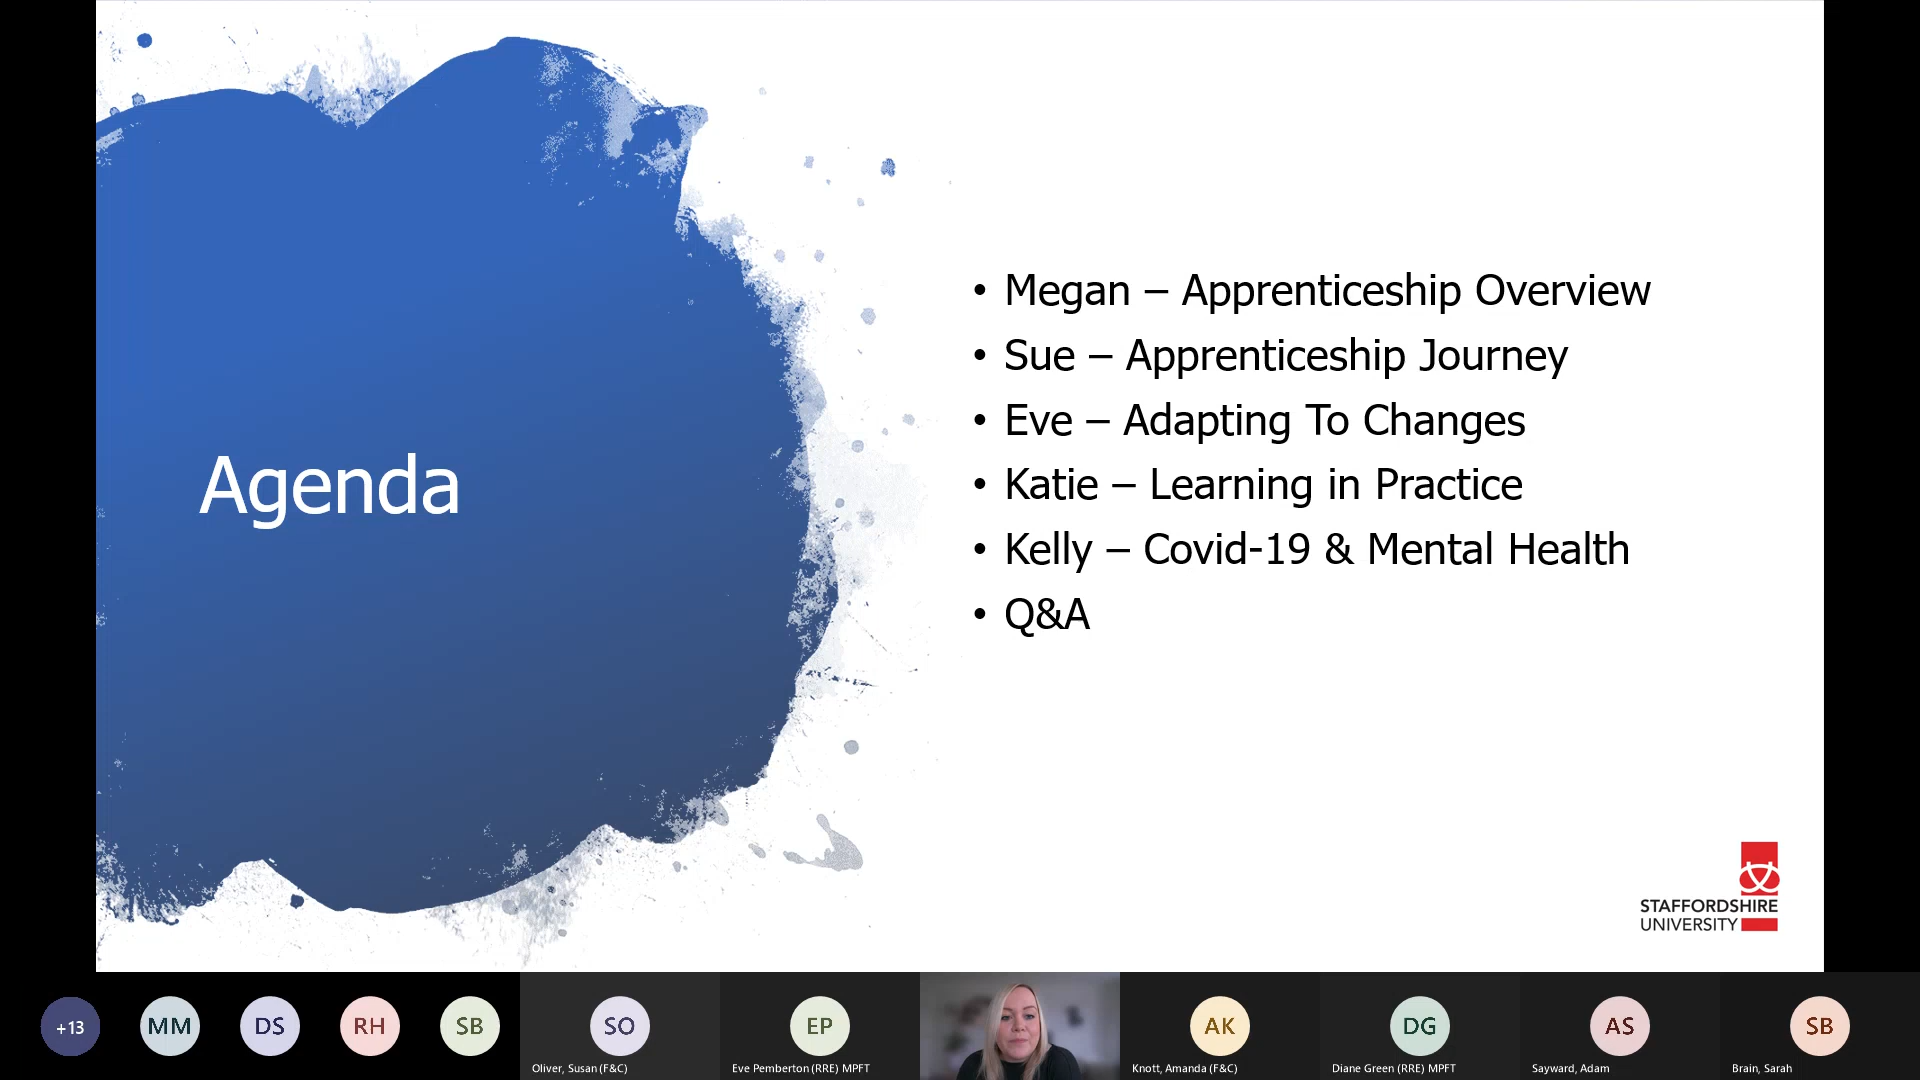 Agenda
• Megan – Apprenticeship Overview
• Sue – Apprenticeship Journey
• Eve – Adapting To Changes
• Katie – Learning in Practice
• Kelly – Covid-19 & Mental Health
• Q&A
STAFFORDSHIRE
UNIVERSITY
+13
MM
DS
RH
SB
SO
EP
AK
DG
AS
SB
Oliver, Susan (F&C)
Eve Pemberton (RRE) MPFT
Knott, Amanda (F&C)
Diane Green (RRE) MPFT
Sayward, Adam
Brain, Sarah